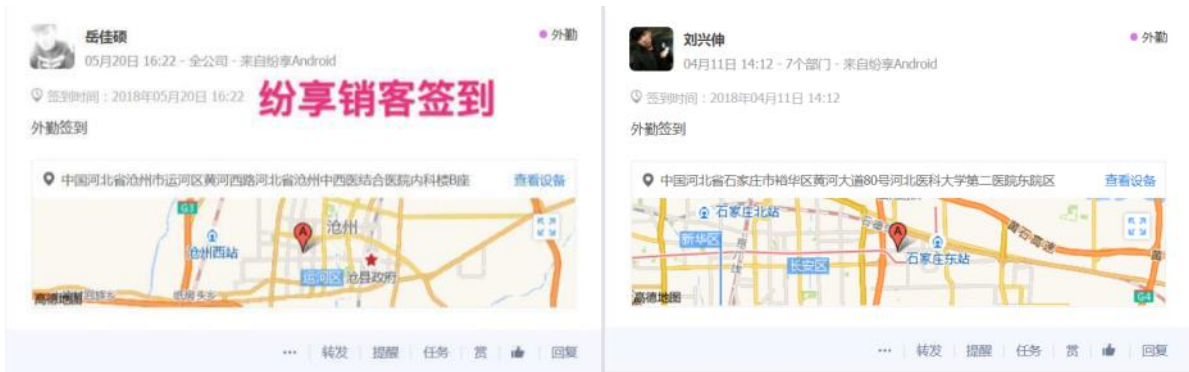 岳佳硕
外勤
05月20日 16:22 - 全公司 - 来自纷享Android
签到时间：2018年05月20日 16:22
纷享销客签到
外勤签到
中国河北省沧州市运河区黄河西路河北省沧州中西医结合医院内科楼B座
查看设备
G3
沧州
沧州西站
运河区
沧县政府
高德地图
纸房头乡
··· 转发 提醒 任务 赏 回复
刘兴伸
外勤
04月11日 14:12 - 7个部门 - 来自纷享Android
签到时间：2018年04月11日 14:12
外勤签到
中国河北省石家庄市裕华区黄河大道80号河北医科大学第二医院东院区
查看设备
石家庄北站
新华区
黄石高速
长安区
石家庄东站
黄
高德地图
G4
··· 转发 提醒 任务 赏 回复